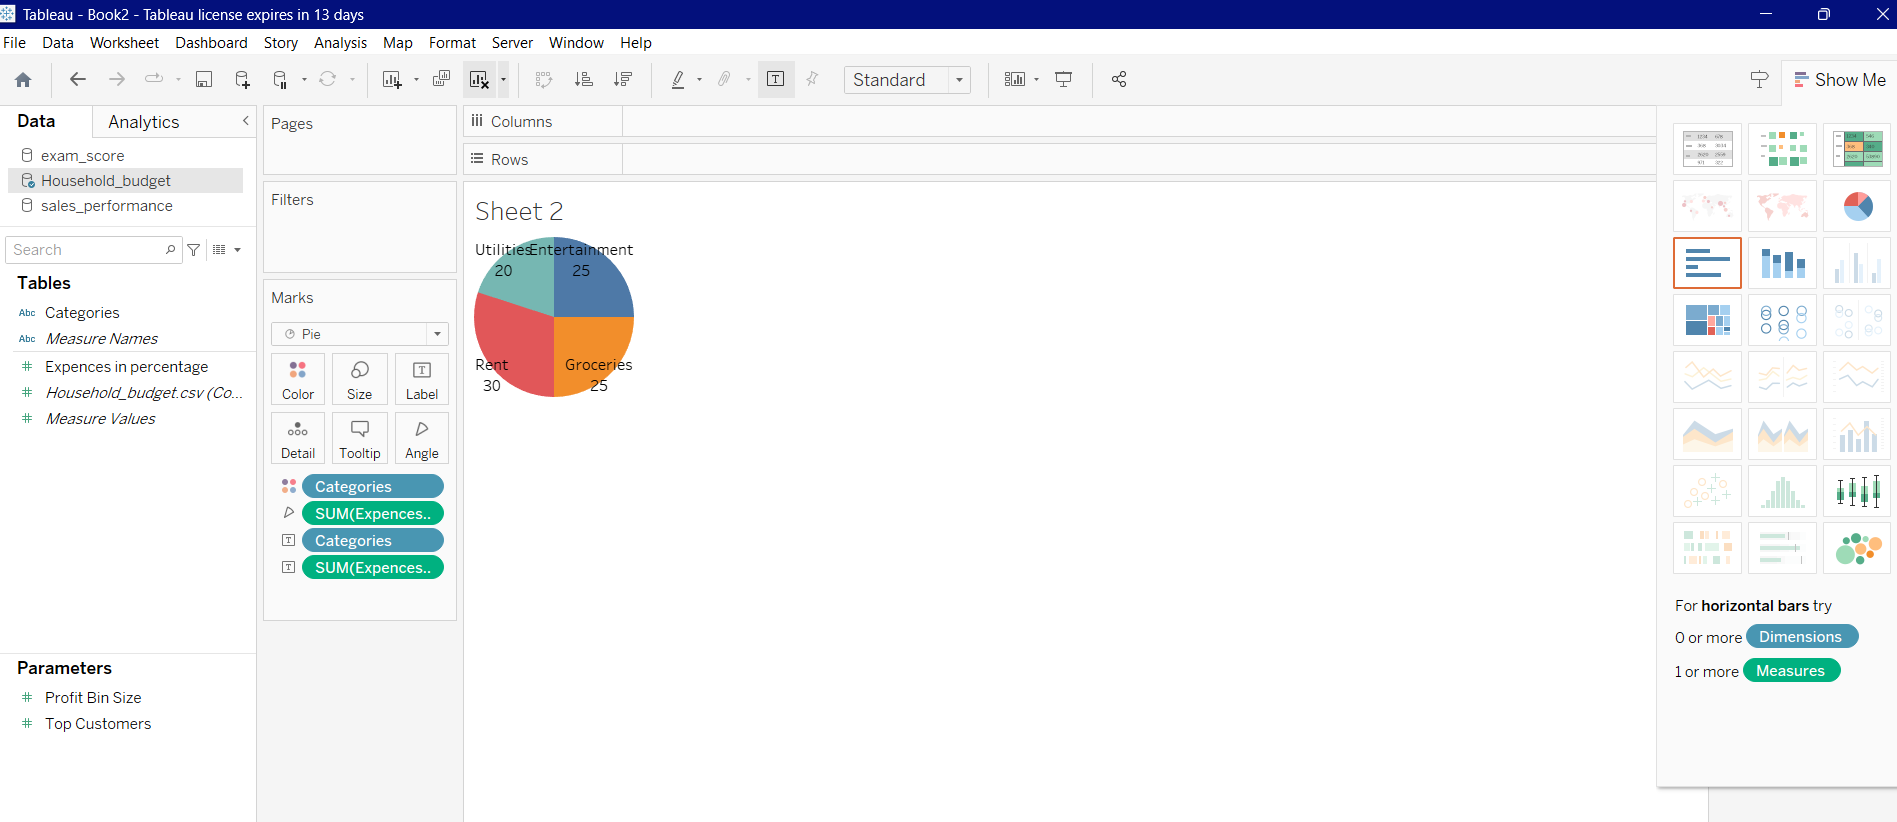 Tableau - Book2 - Tableau license expires in 13 days
File Data Worksheet Dashboard Story Analysis Map Format Server Window Help
Standard
Show Me
Data
Analytics
exam_score
Household_budget
sales_performance
Search
Tables
Abc Categories
Abc Measure Names
Expences in percentage
Household_budget.csv (Co...
Measure Values
Parameters
Profit Bin Size
Top Customers
Pages
Filters
Marks
Pie
Color Size Label
Detail Tooltip Angle
Categories
SUM(Expences..
Categories
SUM(Expences..
Columns
Rows
Sheet 2
Utilities
20
Entertainment
25
Rent
30
Groceries
25
For horizontal bars try
0 or more Dimensions
1 or more Measures